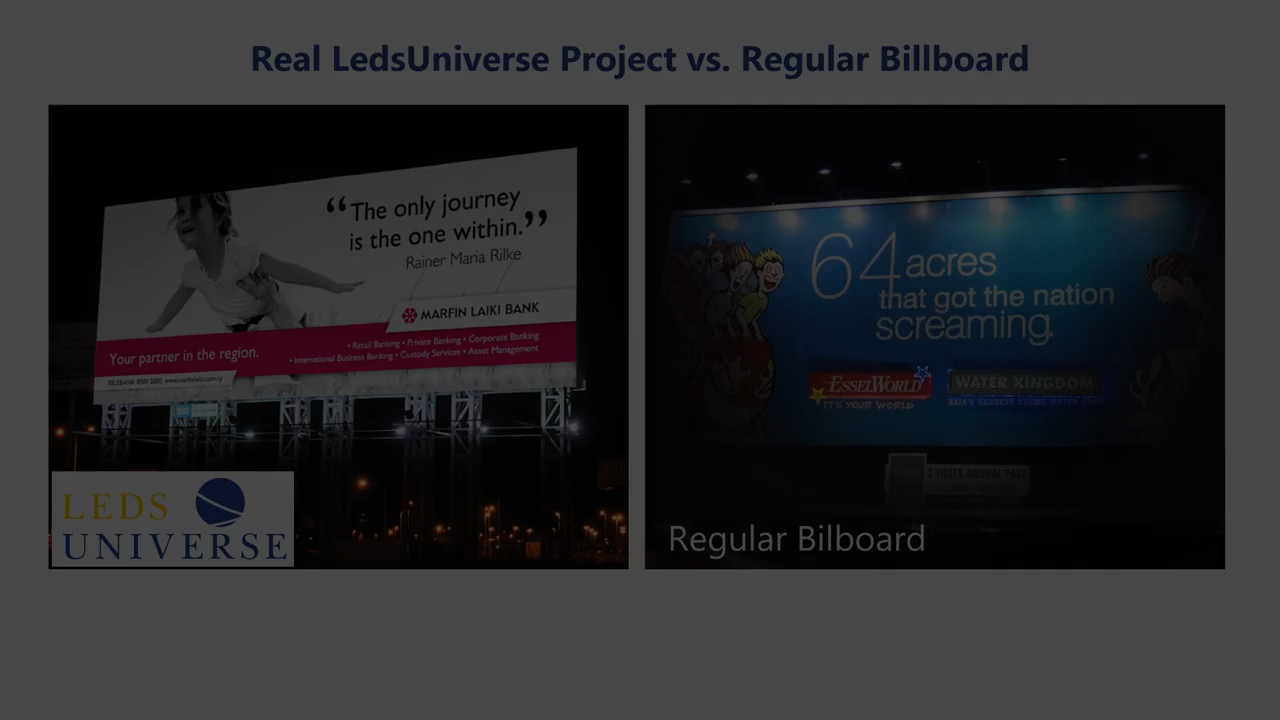 Real LedsUniverse Project vs. Regular Billboard
“The only journey
is the one within.”
Rainer Maria Rilke
MARFIN LAIKI BANK
Your partner in the region.
• Retail Banking • Private Banking • Corporate Banking
• International Business Banking • Custody Services • Asset Management
LEDS
UNIVERSE
64 acres
that got the nation
screaming.
ESSELWORLD
IT'S YOUR WORLD
WATER KINGDOM
ANNUAL PASS
Regular Bilboard